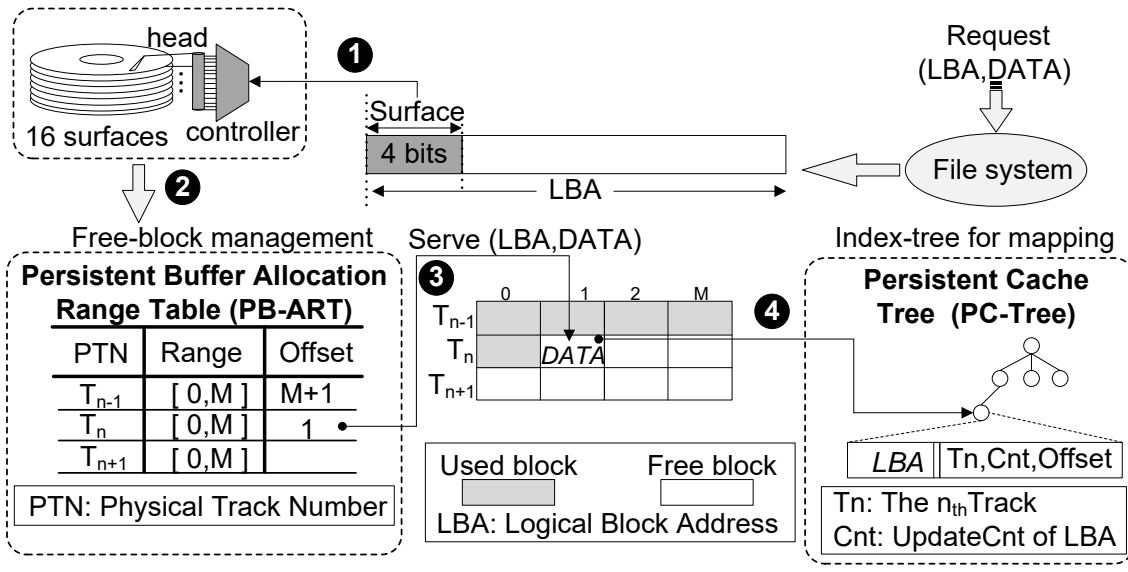 head
16 surfaces
controller
1
Surface
4 bits
LBA
Request
(LBA,DATA)
File system
2
Free-block management
Persistent Buffer Allocation
Range Table (PB-ART)
PTN Range Offset
Tn-1 [ 0,M ] M+1
Tn [ 0,M ] 1
Tn+1 [ 0,M ]
PTN: Physical Track Number
Serve (LBA,DATA)
3
0 1 2 M
Tn-1
Tn DATA
Tn+1
4
Used block Free block
LBA: Logical Block Address
Index-tree for mapping
Persistent Cache
Tree (PC-Tree)
LBA Tn,Cnt,Offset
Tn: The nthTrack
Cnt: UpdateCnt of LBA